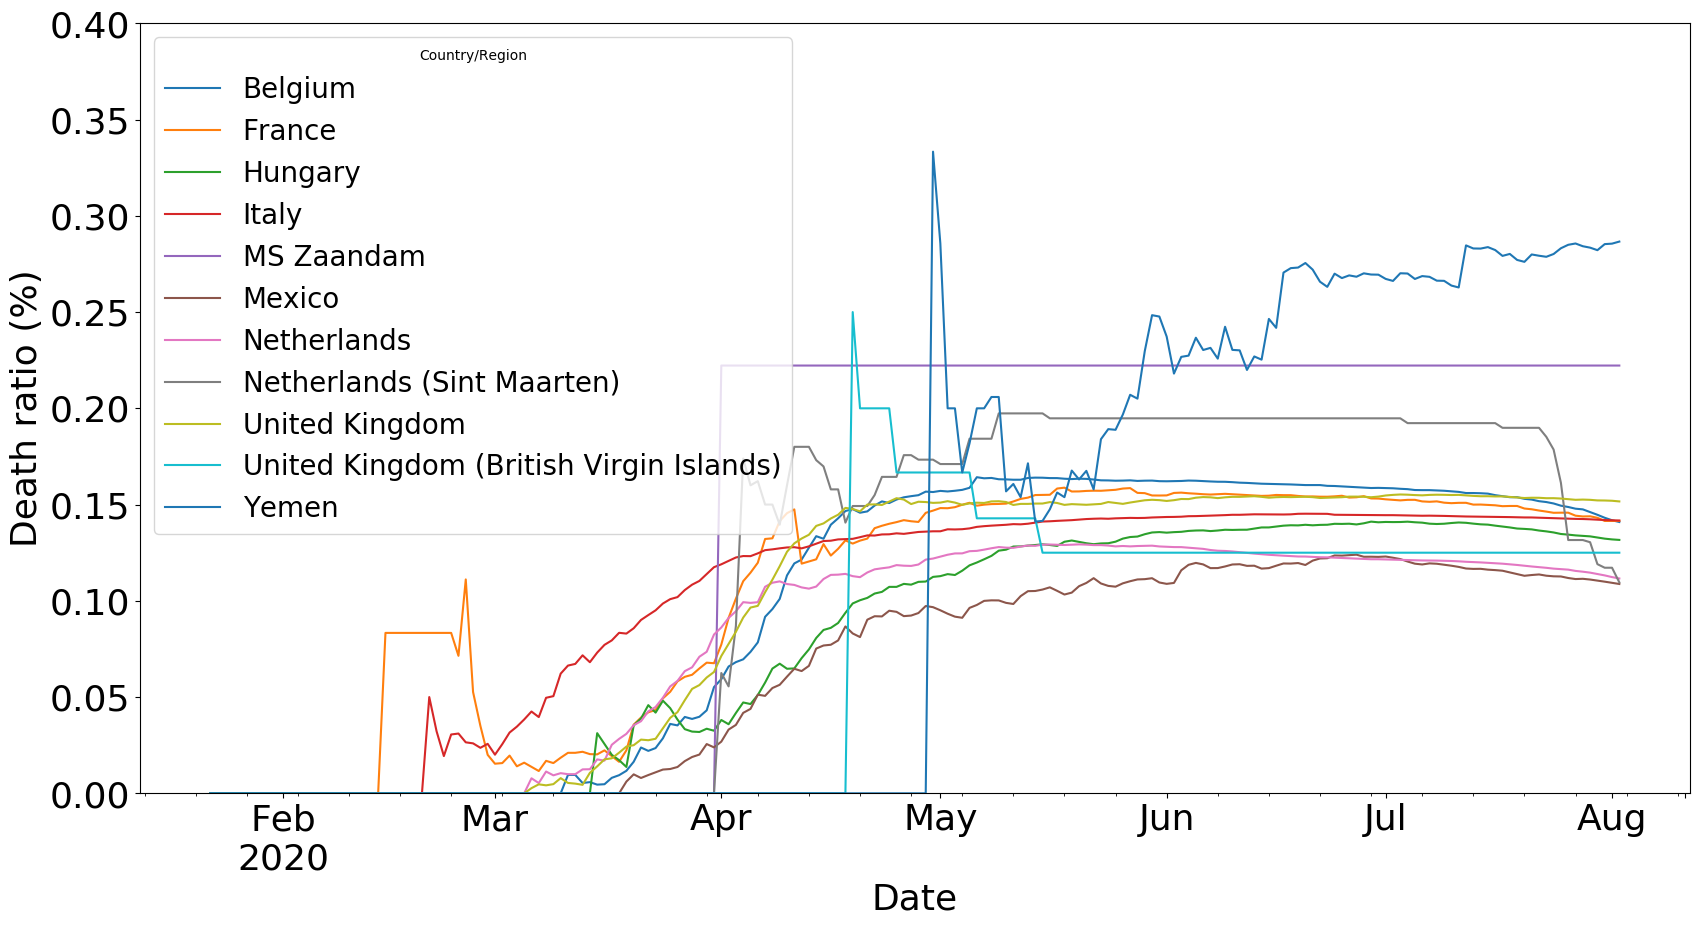 0.40
0.35
0.30
0.25
0.20
0.15
0.10
0.05
0.00
Death ratio (%)
Country/Region
Belgium
France
Hungary
Italy
MS Zaandam
Mexico
Netherlands
Netherlands (Sint Maarten)
United Kingdom
United Kingdom (British Virgin Islands)
Yemen
Feb Mar Apr May Jun Jul Aug
2020
Date